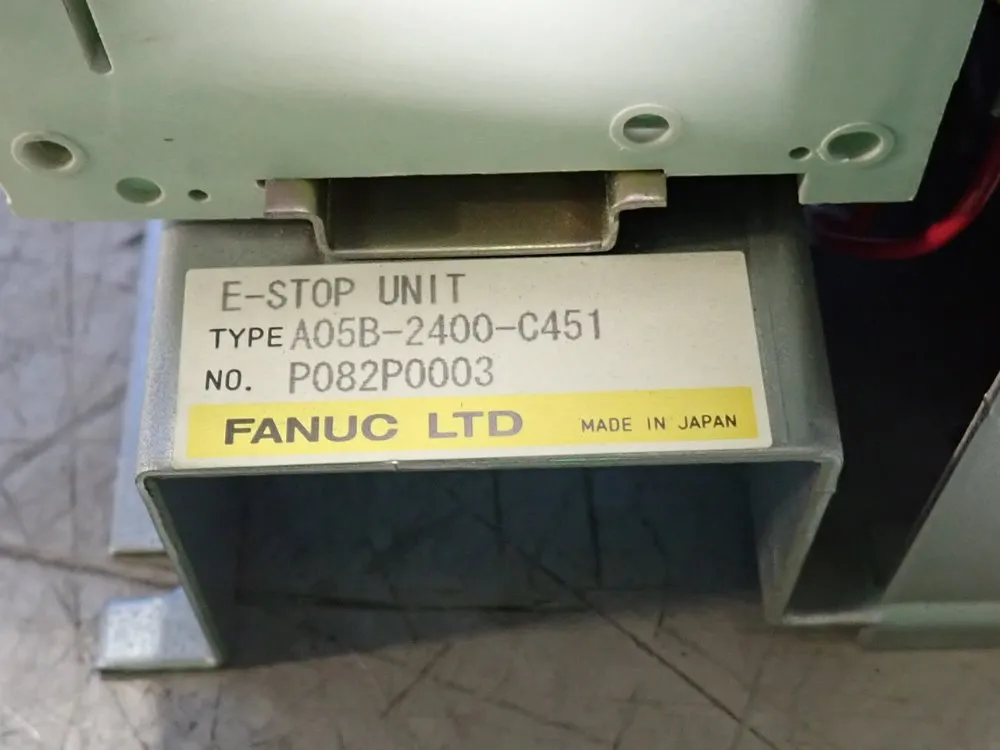 E-STOP UNIT
TYPE A05B-2400-C451
NO. P082P0003
FANUC LTD MADE IN JAPAN